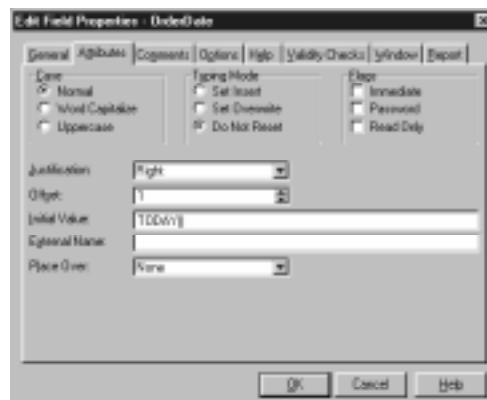 Edit Field Properties - OrderDate
General Attributes Comments Options Help Validity Checks Window Report
Case Typing Mode Flags
Normal Set Insert Immediate
Word Capitalize Set Overwrite Password
Uppercase Do Not Reset Read Only
Justification: Right
Offset: 1
Initial Value: TODAY()
External Name:
Place Over: None
OK Cancel Help